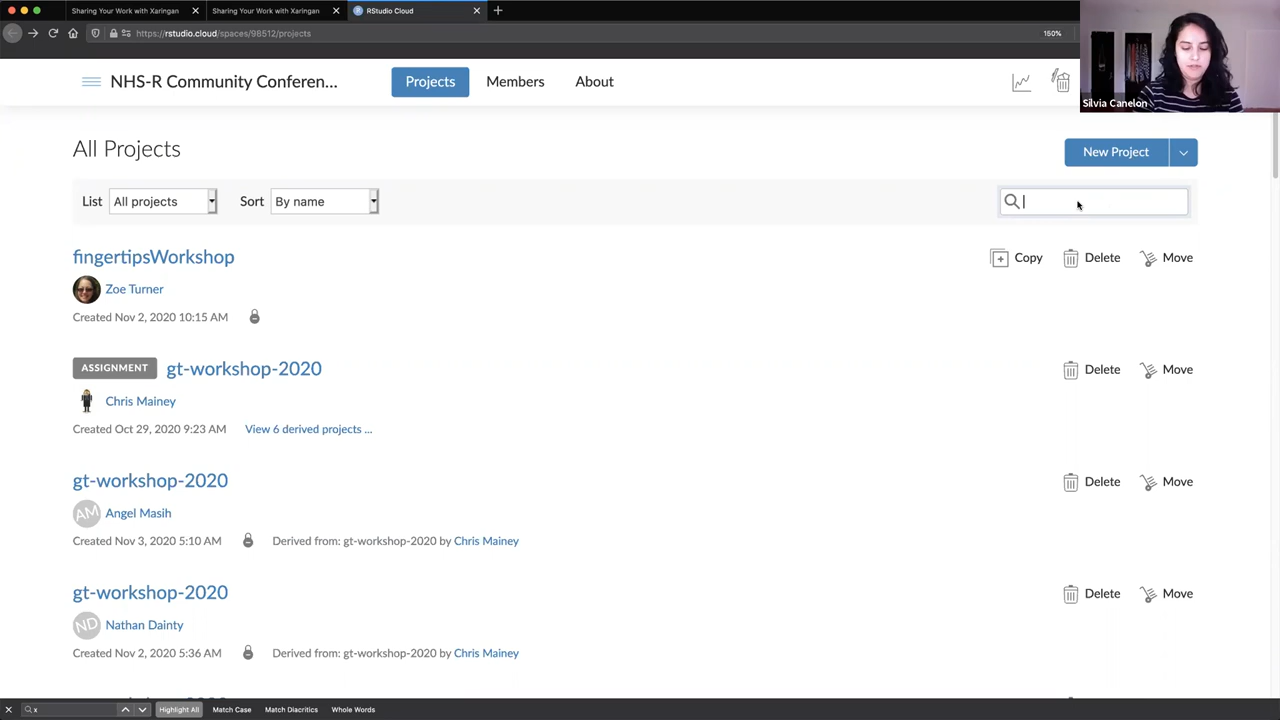 Sharing Your Work with Xaringan
Sharing Your Work with Xaringan
RStudio Cloud
https://rstudio.cloud/spaces/98512/projects
150%
NHS-R Community Conferen...
Projects
Members
About
Silvia Canelon
All Projects
New Project
List
All projects
Sort
By name
fingertipsWorkshop
Copy
Delete
Move
Zoe Turner
Created Nov 2, 2020 10:15 AM
ASSIGNMENT
gt-workshop-2020
Delete
Move
Chris Mainey
Created Oct 29, 2020 9:23 AM
View 6 derived projects ...
gt-workshop-2020
Delete
Move
AM
Angel Masih
Created Nov 3, 2020 5:10 AM
Derived from: gt-workshop-2020 by Chris Mainey
gt-workshop-2020
Delete
Move
ND
Nathan Dainty
Created Nov 2, 2020 5:36 AM
Derived from: gt-workshop-2020 by Chris Mainey
x
Highlight All
Match Case
Match Diacritics
Whole Words